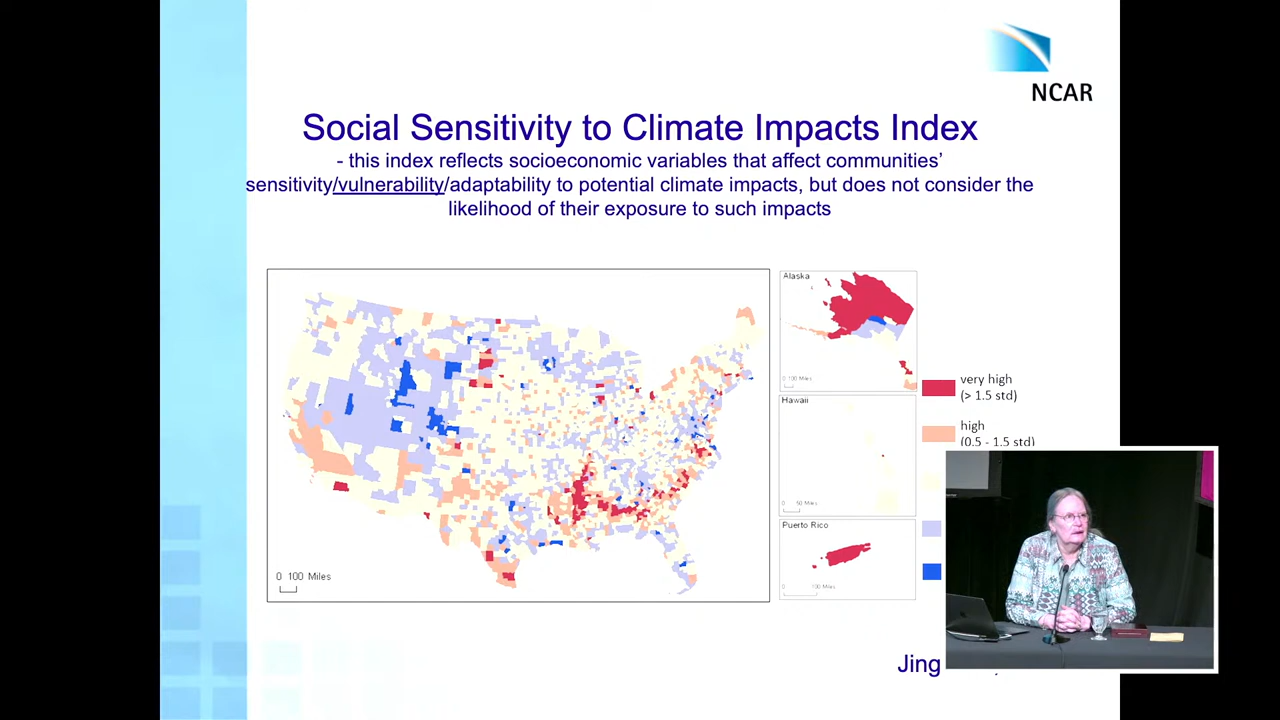 NCAR
Social Sensitivity to Climate Impacts Index
- this index reflects socioeconomic variables that affect communities’
sensitivity/vulnerability/adaptability to potential climate impacts, but does not consider the
likelihood of their exposure to such impacts
Alaska
0 100 Miles
Hawaii
0 50 Miles
Puerto Rico
0 100 Miles
0 100 Miles
very high
(> 1.5 std)
high
(0.5 - 1.5 std)
Jing